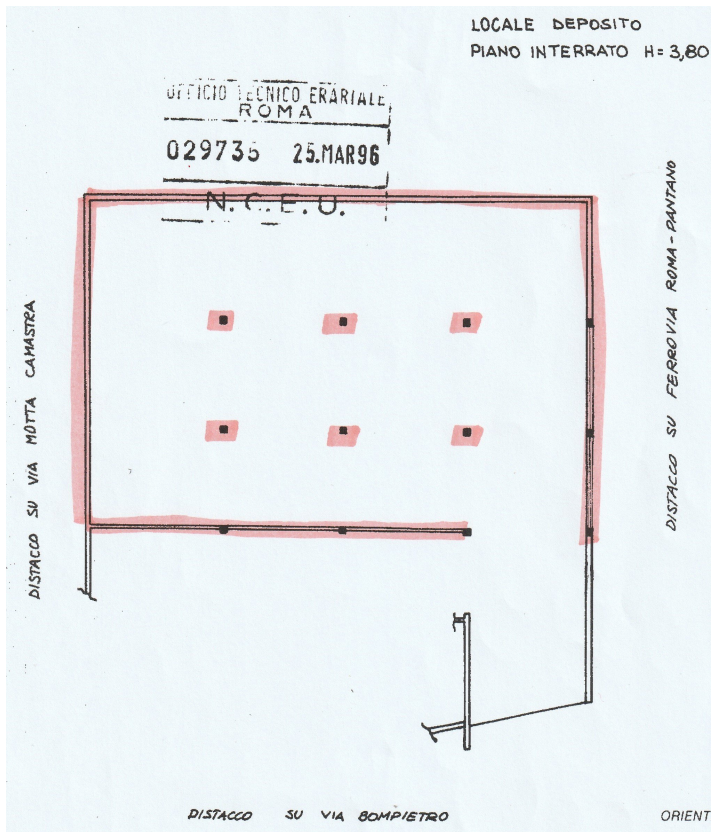 LOCALE DEPOSITO
PIANO INTERRATO H= 3,80
UFFICIO TECNICO ERARIALE
ROMA
029735 25.MAR96
N.C.E.U.
DISTACCO SU VIA MOTTA CAMASTRA
DISTACCO SU FERROVIA ROMA-PANTANO
DISTACCO SU VIA BOMPIETRO
ORIENT